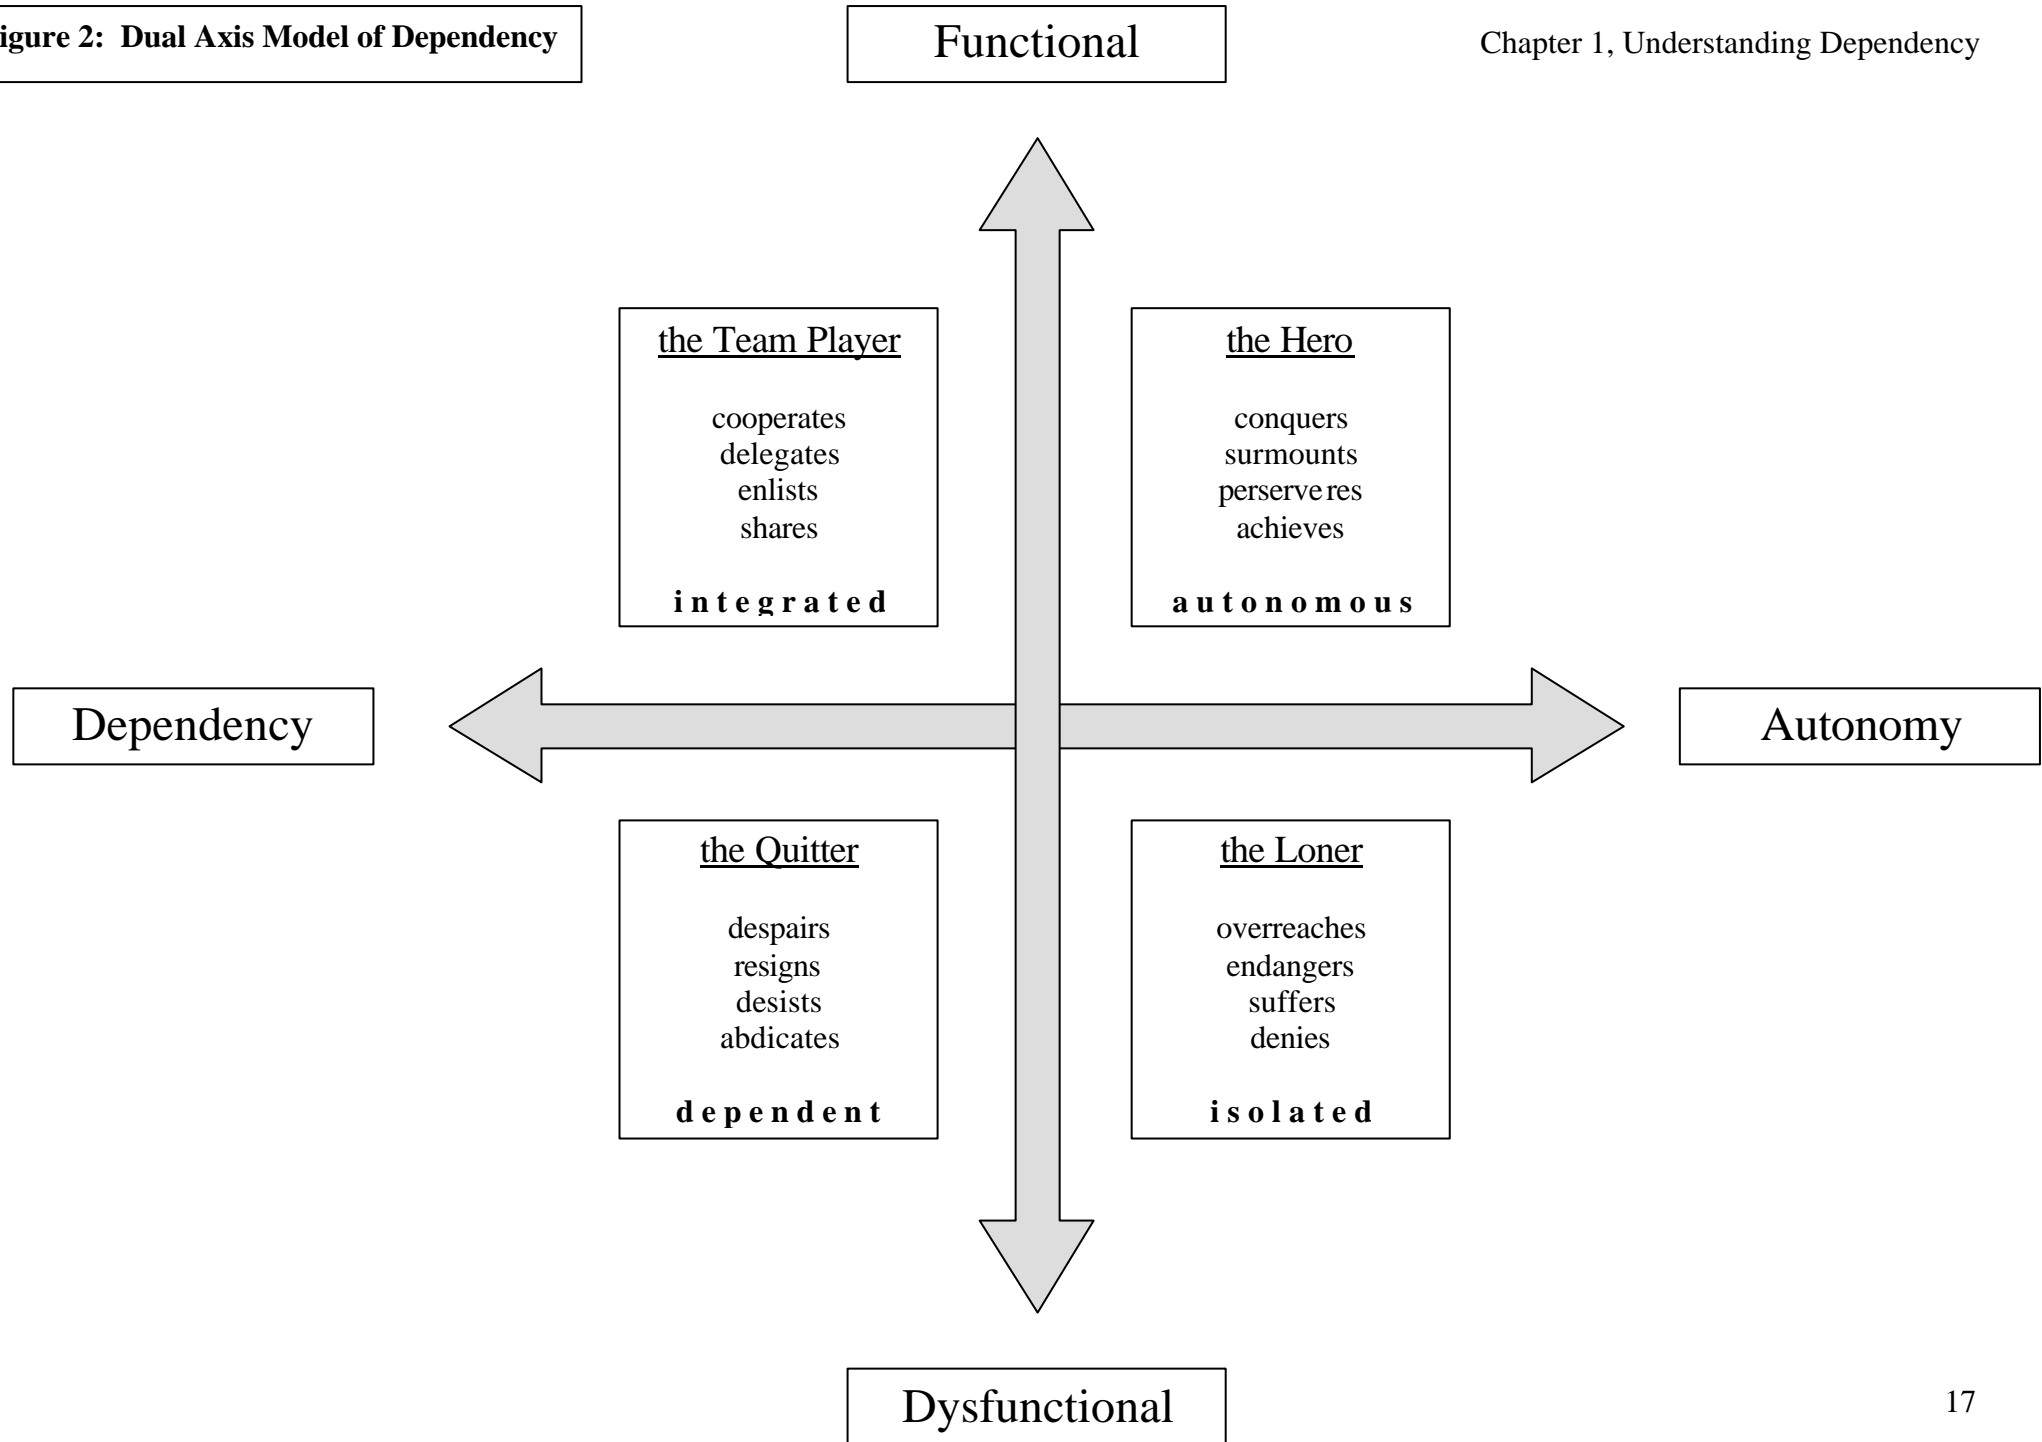 igure 2: Dual Axis Model of Dependency
Functional
Chapter 1, Understanding Dependency
the Team Player
cooperates
delegates
enlists
shares
integrated
the Hero
conquers
surmounts
perserveres
achieves
autonomous
Dependency
Autonomy
the Quitter
despairs
resigns
desists
abdicates
dependent
the Loner
overreaches
endangers
suffers
denies
isolated
Dysfunctional
17